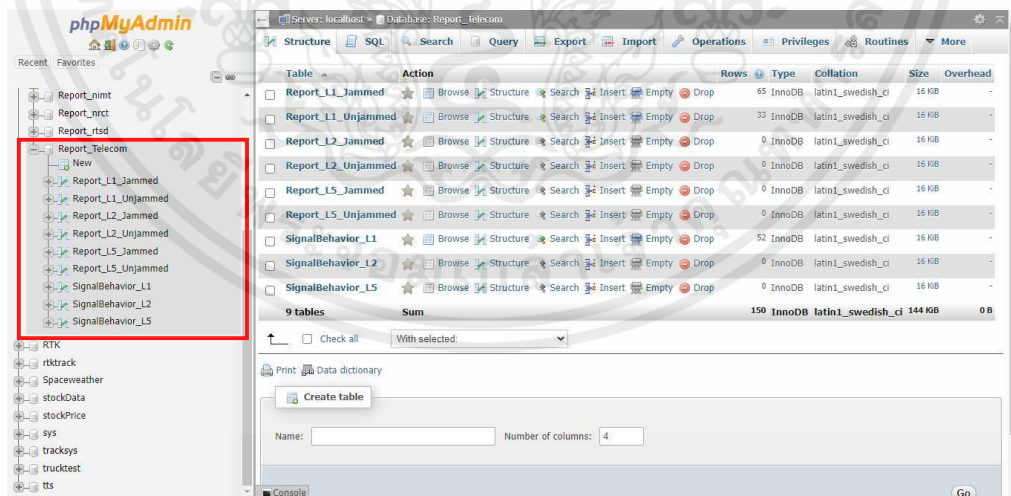 phpMyAdmin
Recent Favorites
Report_nimt
Report_nrct
Report_rtsd
Report_Telecom
New
Report_L1_Jammed
Report_L1_Unjammed
Report_L2_Jammed
Report_L2_Unjammed
Report_L5_Jammed
Report_L5_Unjammed
SignalBehavior_L1
SignalBehavior_L2
SignalBehavior_L5
RTK
rtktrack
Spaceweather
stockData
stockPrice
sys
tracksys
trucktest
tts
Server: localhost » Database: Report_Telecom
Structure SQL Search Query Export Import Operations Privileges Routines More
Table Action Rows Type Collation Size Overhead
Report_L1_Jammed Browse Structure Search Insert Empty Drop 65 InnoDB latin1_swedish_ci 16 KiB -
Report_L1_Unjammed Browse Structure Search Insert Empty Drop 33 InnoDB latin1_swedish_ci 16 KiB -
Report_L2_Jammed Browse Structure Search Insert Empty Drop 0 InnoDB latin1_swedish_ci 16 KiB -
Report_L2_Unjammed Browse Structure Search Insert Empty Drop 0 InnoDB latin1_swedish_ci 16 KiB -
Report_L5_Jammed Browse Structure Search Insert Empty Drop 0 InnoDB latin1_swedish_ci 16 KiB -
Report_L5_Unjammed Browse Structure Search Insert Empty Drop 0 InnoDB latin1_swedish_ci 16 KiB -
SignalBehavior_L1 Browse Structure Search Insert Empty Drop 52 InnoDB latin1_swedish_ci 16 KiB -
SignalBehavior_L2 Browse Structure Search Insert Empty Drop 0 InnoDB latin1_swedish_ci 16 KiB -
SignalBehavior_L5 Browse Structure Search Insert Empty Drop 0 InnoDB latin1_swedish_ci 16 KiB -
9 tables Sum 150 InnoDB latin1_swedish_ci 144 KiB 0 B
Check all With selected:
Print Data dictionary
Create table
Name: Number of columns: 4
Console
Go